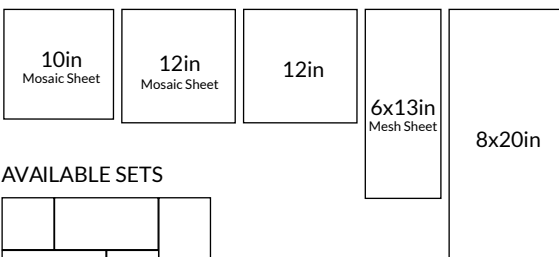 10in
Mosaic Sheet
12in
Mosaic Sheet
12in
6x13in
Mesh Sheet
8x20in
AVAILABLE SETS